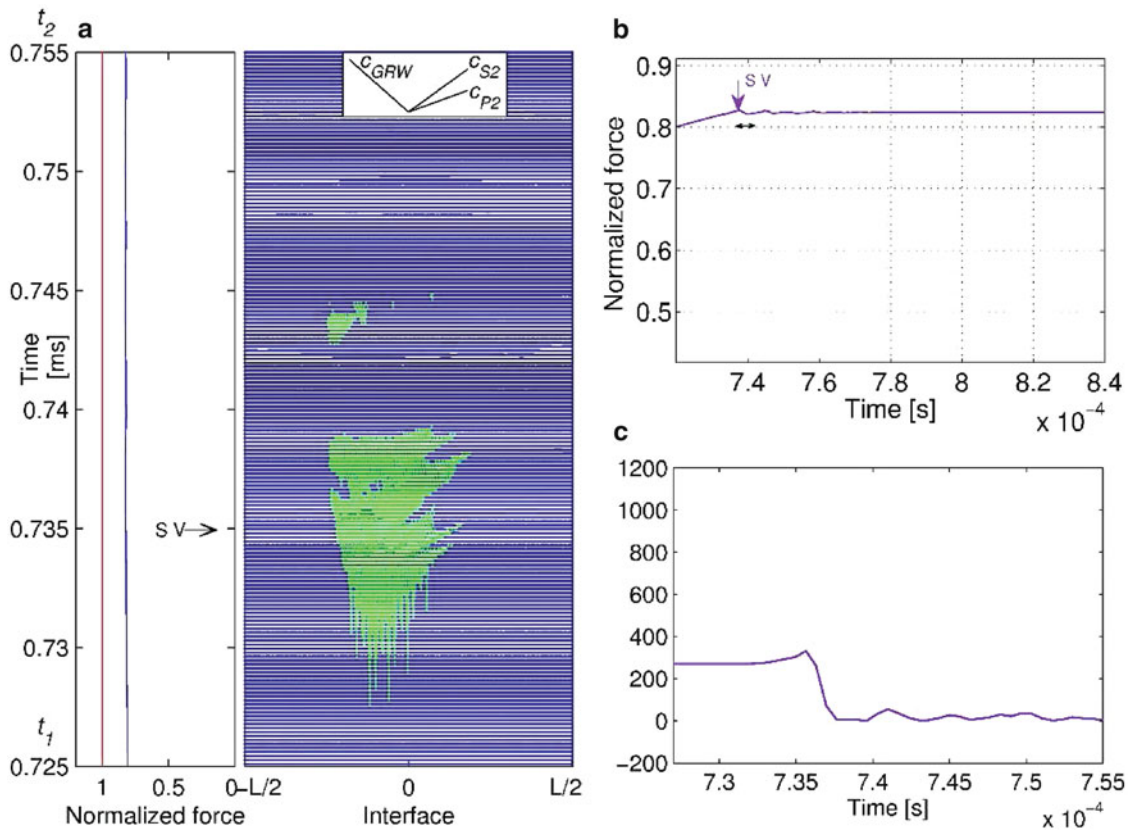 a
t2
0.755
0.75
0.745
0.74
0.735
0.73
0.725
t1
Time
[ms]
S V
1
0.5
0
Normalized force
cGRW
cS2
cP2
–L/2
0
L/2
Interface
b
S V
0.9
0.8
0.7
0.6
0.5
Normalized force
7.4
7.6
7.8
8
8.2
8.4
Time [s]
x 10-4
c
1200
1000
800
600
400
200
0
-200
7.3
7.35
7.4
7.45
7.5
7.55
Time [s]
x 10-4